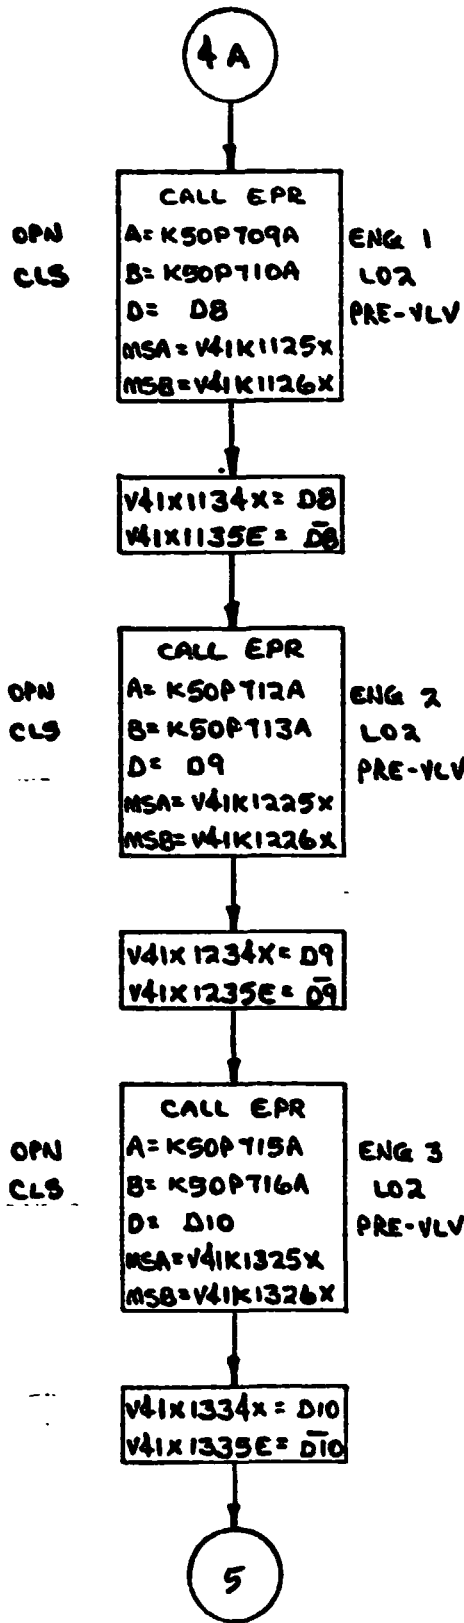 4A
CALL EPR
OPN A= K50P709A ENG 1
CLS B= K50P710A LO2
D= D8 PRE-VLV
MSA= V41K1125X
MSB= V41K1126X
V41X1134X = D8
V41X1135E = D̅8̅
CALL EPR
OPN A= K50P712A ENG 2
CLS B= K50P713A LO2
D= D9 PRE-VLV
MSA= V41K1225X
MSB= V41K1226X
V41X1234X = D9
V41X1235E = D̅9̅
CALL EPR
OPN A= K50P715A ENG 3
CLS B= K50P716A LO2
D= D10 PRE-VLV
MSA= V41K1325X
MSB= V41K1326X
V41X1334X = D10
V41X1335E = D̅1̅0̅
5